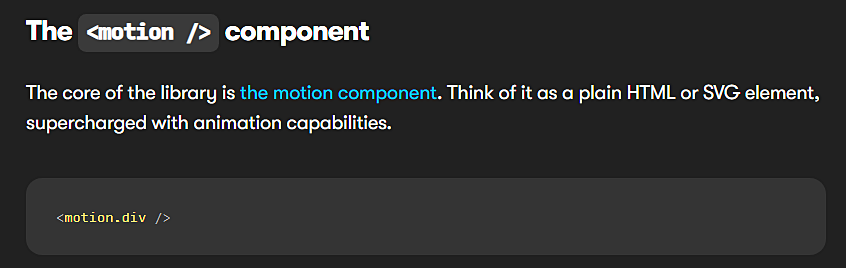 The <motion /> component
The core of the library is the motion component. Think of it as a plain HTML or SVG element,
supercharged with animation capabilities.
<motion.div />